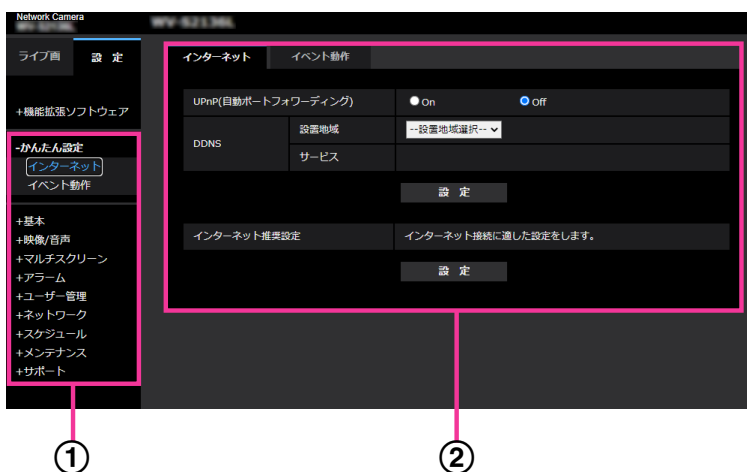 Network Camera
ライブ画 設 定
インターネット イベント動作
+機能拡張ソフトウェア
-かんたん設定
インターネット
イベント動作
+基本
+映像/音声
+マルチスクリーン
+アラーム
+ユーザー管理
+ネットワーク
+スケジュール
+メンテナンス
+サポート
UPnP(自動ポートフォワーディング) On Off
DDNS
設置地域 --設置地域選択--
サービス
設 定
インターネット推奨設定 インターネット接続に適した設定をします。
設 定
① ②